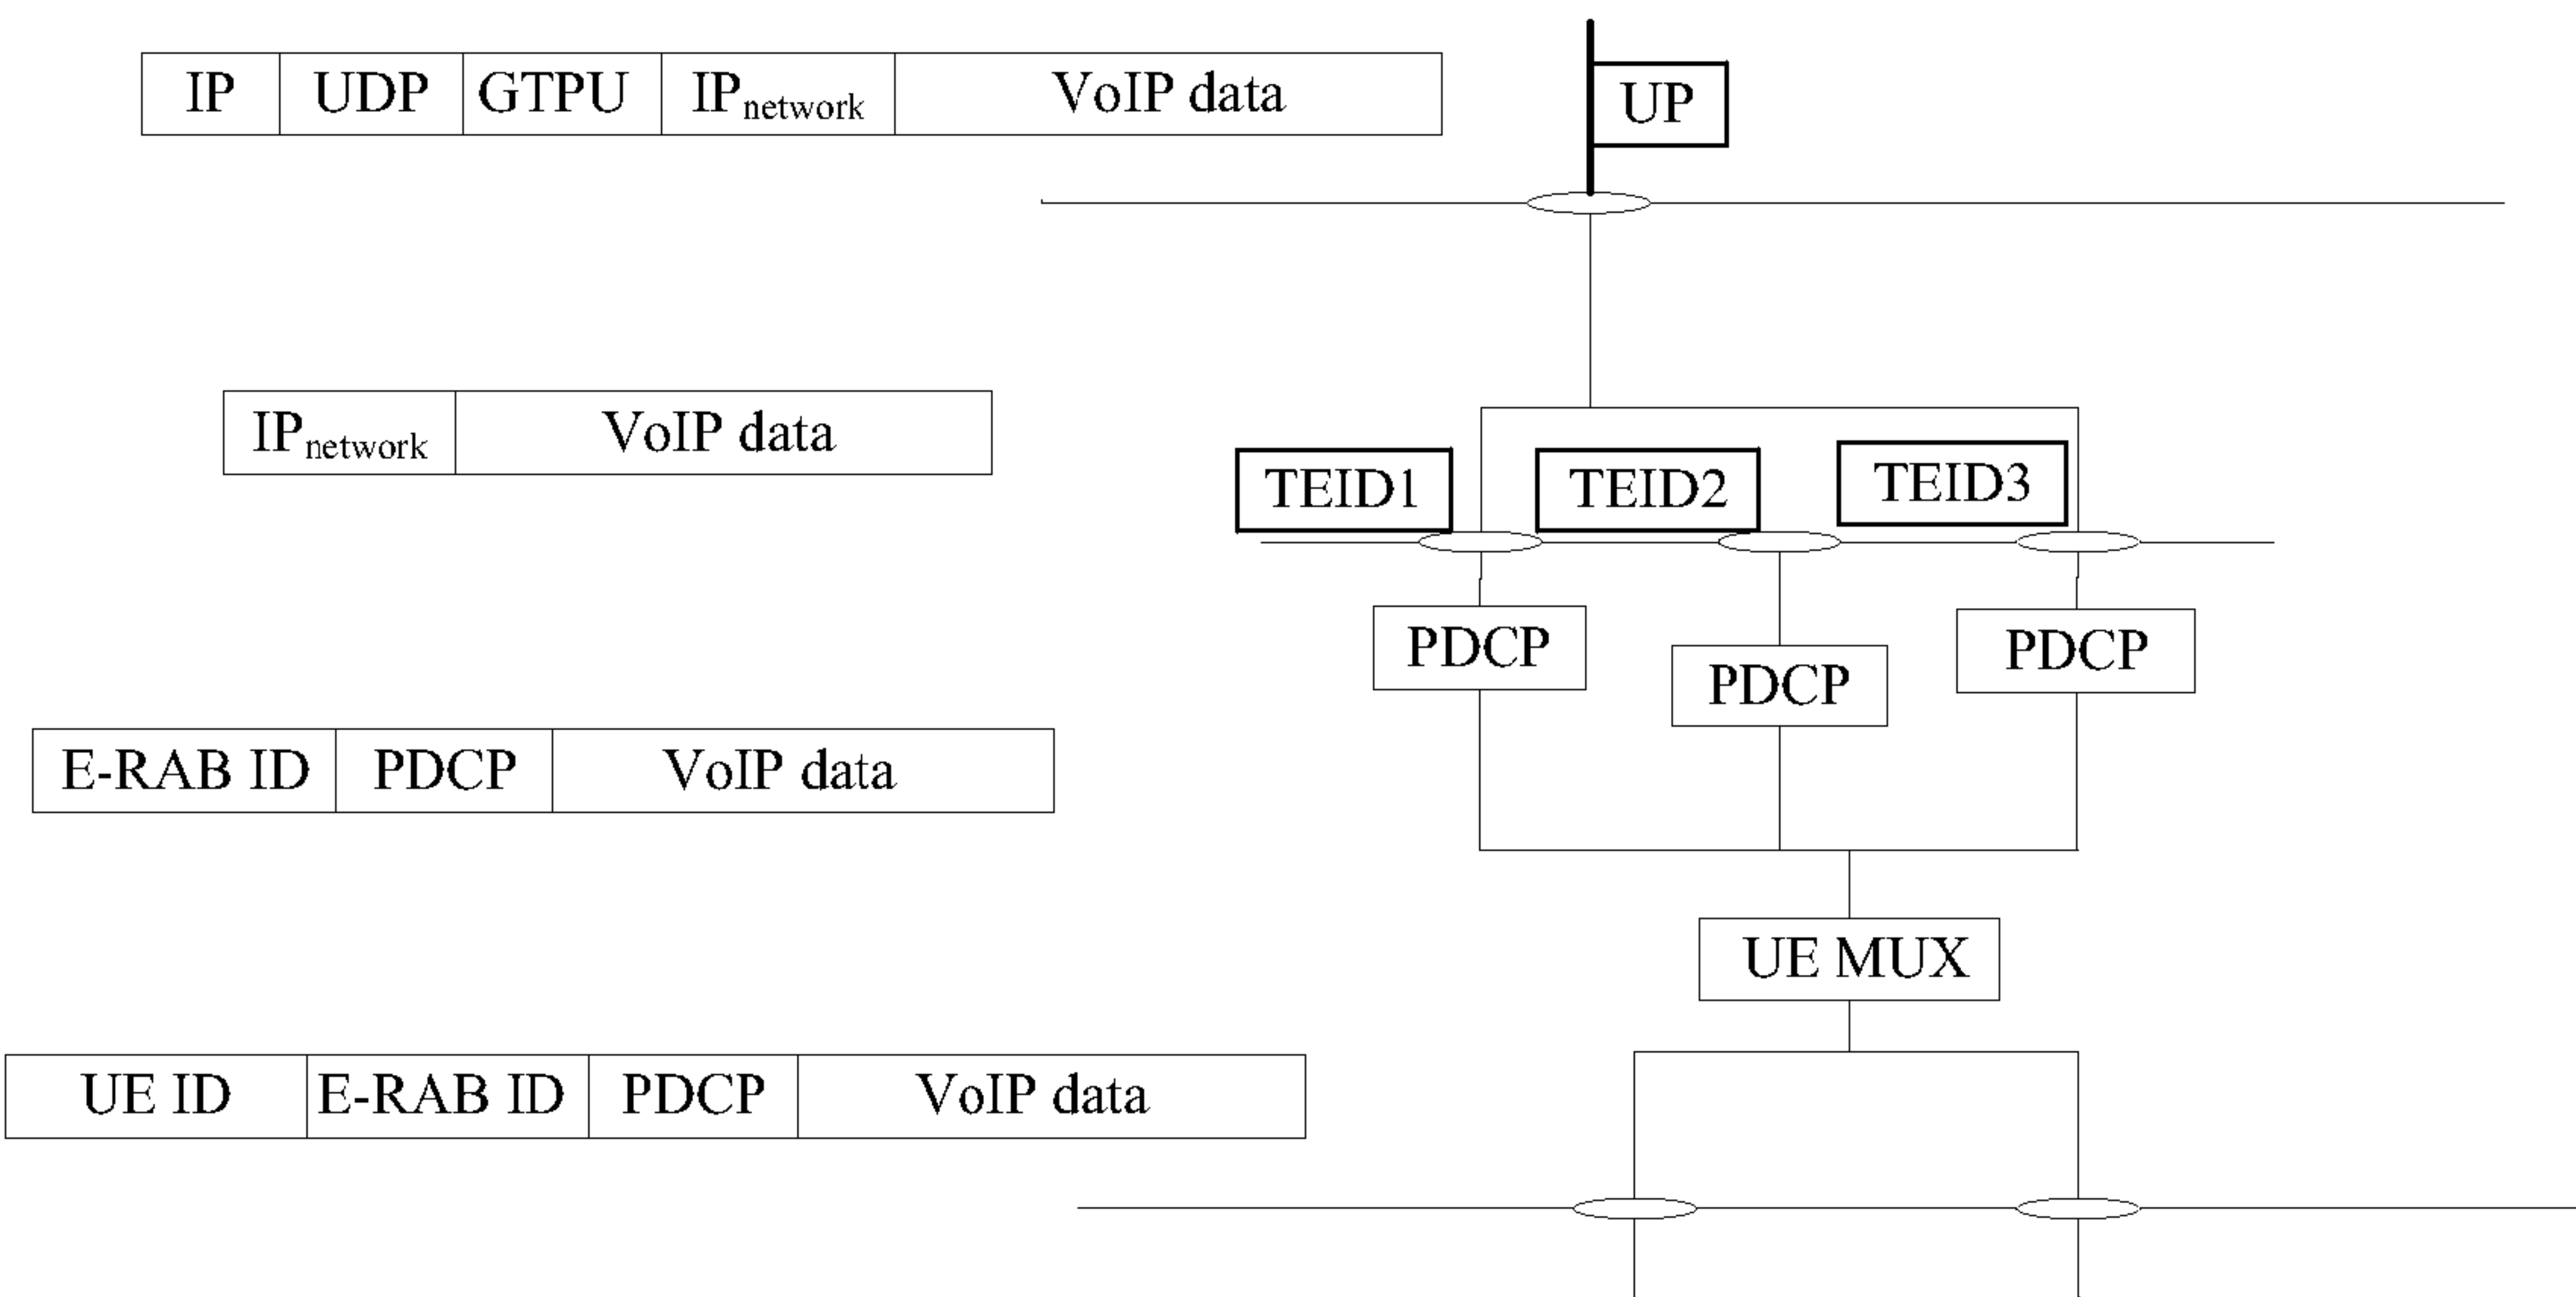 IP UDP GTPU IPnetwork VoIP data
UP
IPnetwork VoIP data
TEID1 TEID2 TEID3
PDCP PDCP PDCP
E-RAB ID PDCP VoIP data
UE MUX
UE ID E-RAB ID PDCP VoIP data